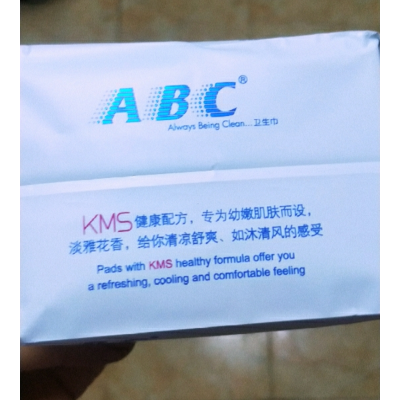 ABC®
Always Being Clean...卫生巾
KMS健康配方，专为幼嫩肌肤而设，
淡雅花香，给你清凉舒爽、如沐清风的感受
Pads with KMS healthy formula offer you
a refreshing, cooling and comfortable feeling